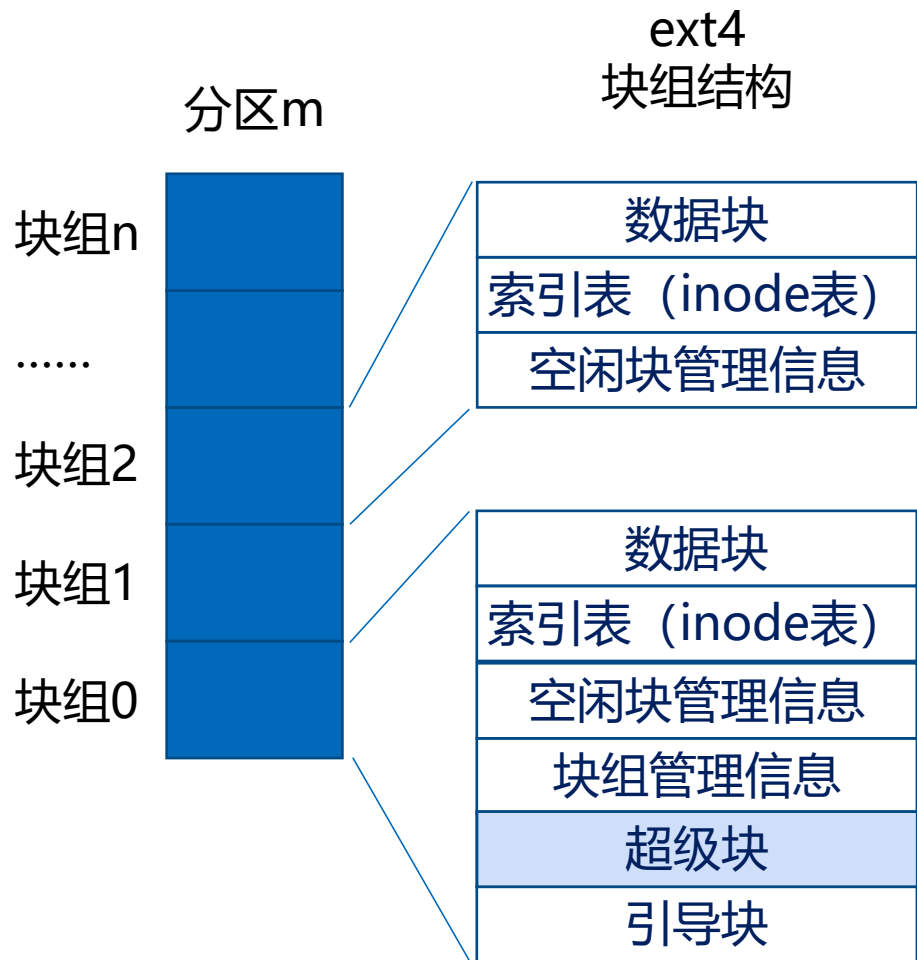 ext4
块组结构
分区m
块组n
……
块组2
块组1
块组0
数据块
索引表（inode表）
空闲块管理信息
数据块
索引表（inode表）
空闲块管理信息
块组管理信息
超级块
引导块